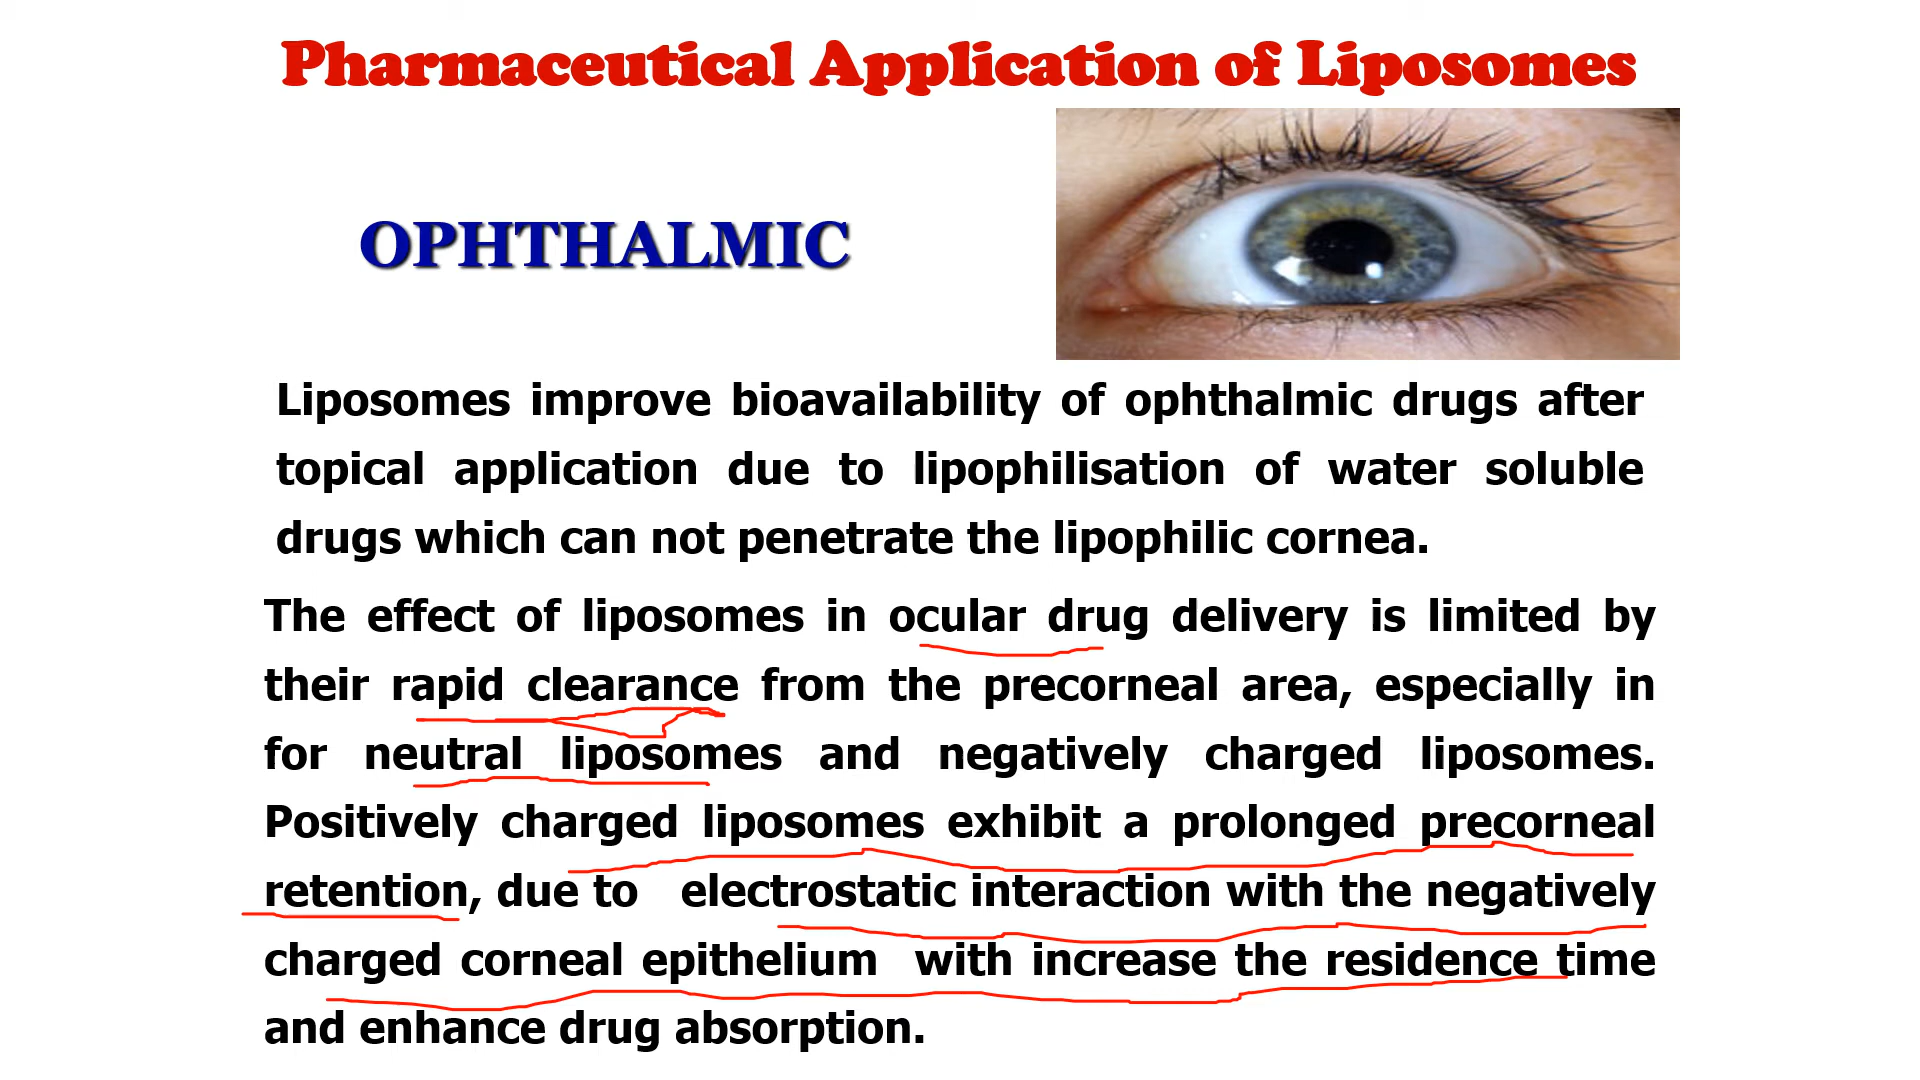 Pharmaceutical Application of Liposomes
OPHTHALMIC
Liposomes improve bioavailability of ophthalmic drugs after
topical application due to lipophilisation of water soluble
drugs which can not penetrate the lipophilic cornea.
The effect of liposomes in ocular drug delivery is limited by
their rapid clearance from the precorneal area, especially in
for neutral liposomes and negatively charged liposomes.
Positively charged liposomes exhibit a prolonged precorneal
retention, due to electrostatic interaction with the negatively
charged corneal epithelium with increase the residence time
and enhance drug absorption.